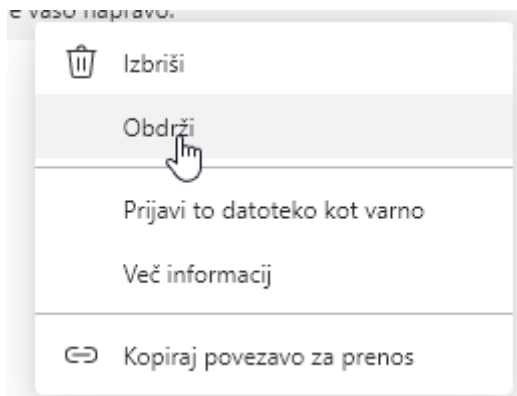 e vašo napravo.
Izbriši
Obdrži
Prijavi to datoteko kot varno
Več informacij
Kopiraj povezavo za prenos